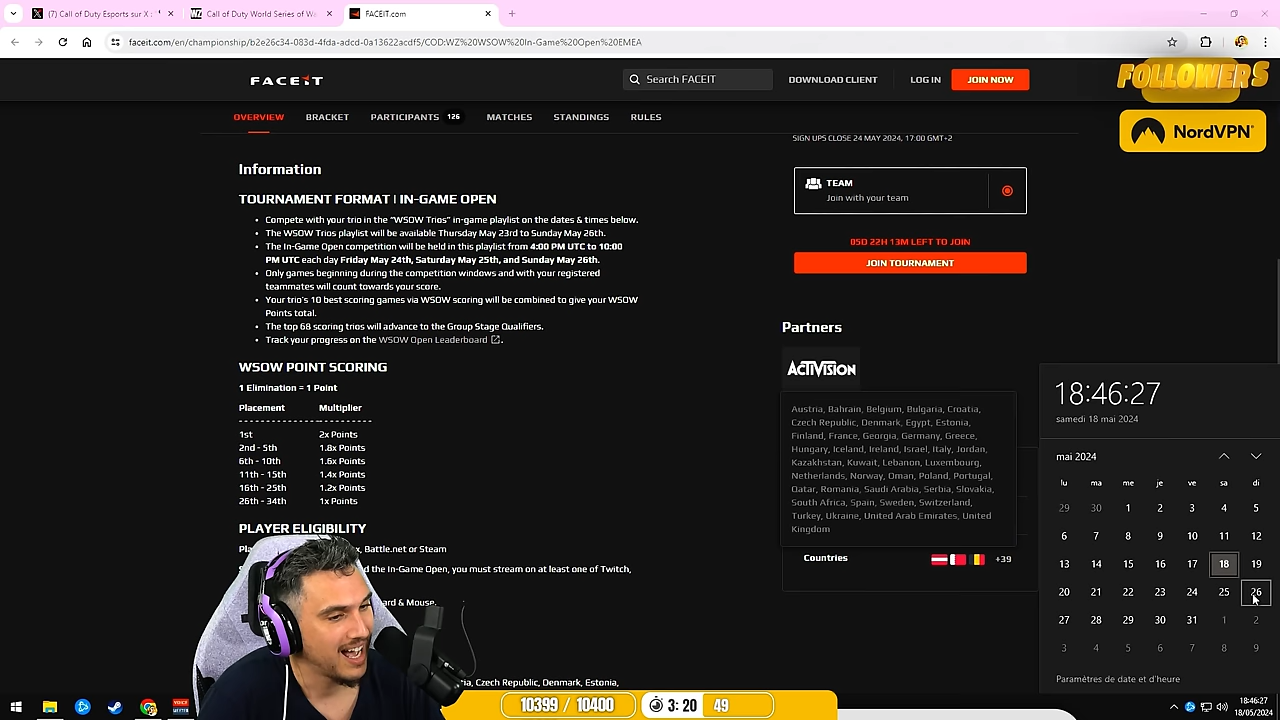 (7) Call of Duty Esports sur X
Call of Duty World Series of Wa
FACEIT.com
faceit.com/en/championship/b2e26c34-083d-4fda-adcd-0a13622acdf5/COD:WZ%20WSOW%20In-Game%20Open%20EMEA
FACEIT
Search FACEIT
DOWNLOAD CLIENT
LOG IN
JOIN NOW
FOLLOWERS
NordVPN
OVERVIEW
BRACKET
PARTICIPANTS 126
MATCHES
STANDINGS
RULES
SIGN UPS CLOSE 24 MAY 2024, 17:00 GMT+2
Information
TOURNAMENT FORMAT | IN-GAME OPEN
• Compete with your trio in the "WSOW Trios" in-game playlist on the dates & times below.
• The WSOW Trios playlist will be available Thursday May 23rd to Sunday May 26th.
• The In-Game Open competition will be held in this playlist from 4:00 PM UTC to 10:00
PM UTC each day Friday May 24th, Saturday May 25th, and Sunday May 26th.
• Only games beginning during the competition windows and with your registered
teammates will count towards your score.
• Your trio's 10 best scoring games via WSOW scoring will be combined to give your WSOW
Points total.
• The top 68 scoring trios will advance to the Group Stage Qualifiers.
• Track your progress on the WSOW Open Leaderboard.
WSOW POINT SCORING
1 Elimination = 1 Point
Placement Multiplier
1st 2x Points
2nd - 5th 1.8x Points
6th - 10th 1.6x Points
11th - 15th 1.4x Points
16th - 25th 1.2x Points
26th - 34th 1x Points
PLAYER ELIGIBILITY
, Battle.net or Steam
the In-Game Open, you must stream on at least one of Twitch,
& Mouse.
Czech Republic, Denmark, Estonia,
TEAM
Join with your team
05D 22H 13M LEFT TO JOIN
JOIN TOURNAMENT
Partners
ACTIVISION
Austria, Bahrain, Belgium, Bulgaria, Croatia,
Czech Republic, Denmark, Egypt, Estonia,
Finland, France, Georgia, Germany, Greece,
Hungary, Iceland, Ireland, Israel, Italy, Jordan,
Kazakhstan, Kuwait, Lebanon, Luxembourg,
Netherlands, Norway, Oman, Poland, Portugal,
Qatar, Romania, Saudi Arabia, Serbia, Slovakia,
South Africa, Spain, Sweden, Switzerland,
Turkey, Ukraine, United Arab Emirates, United
Kingdom
Countries +39
18:46:27
samedi 18 mai 2024
mai 2024
lu ma me je ve sa di
29 30 1 2 3 4 5
6 7 8 9 10 11 12
13 14 15 16 17 18 19
20 21 22 23 24 25 26
27 28 29 30 31 1 2
3 4 5 6 7 8 9
Paramètres de date et d'heure
10399 / 10400
3:20
49
18:46:27
18/05/2024